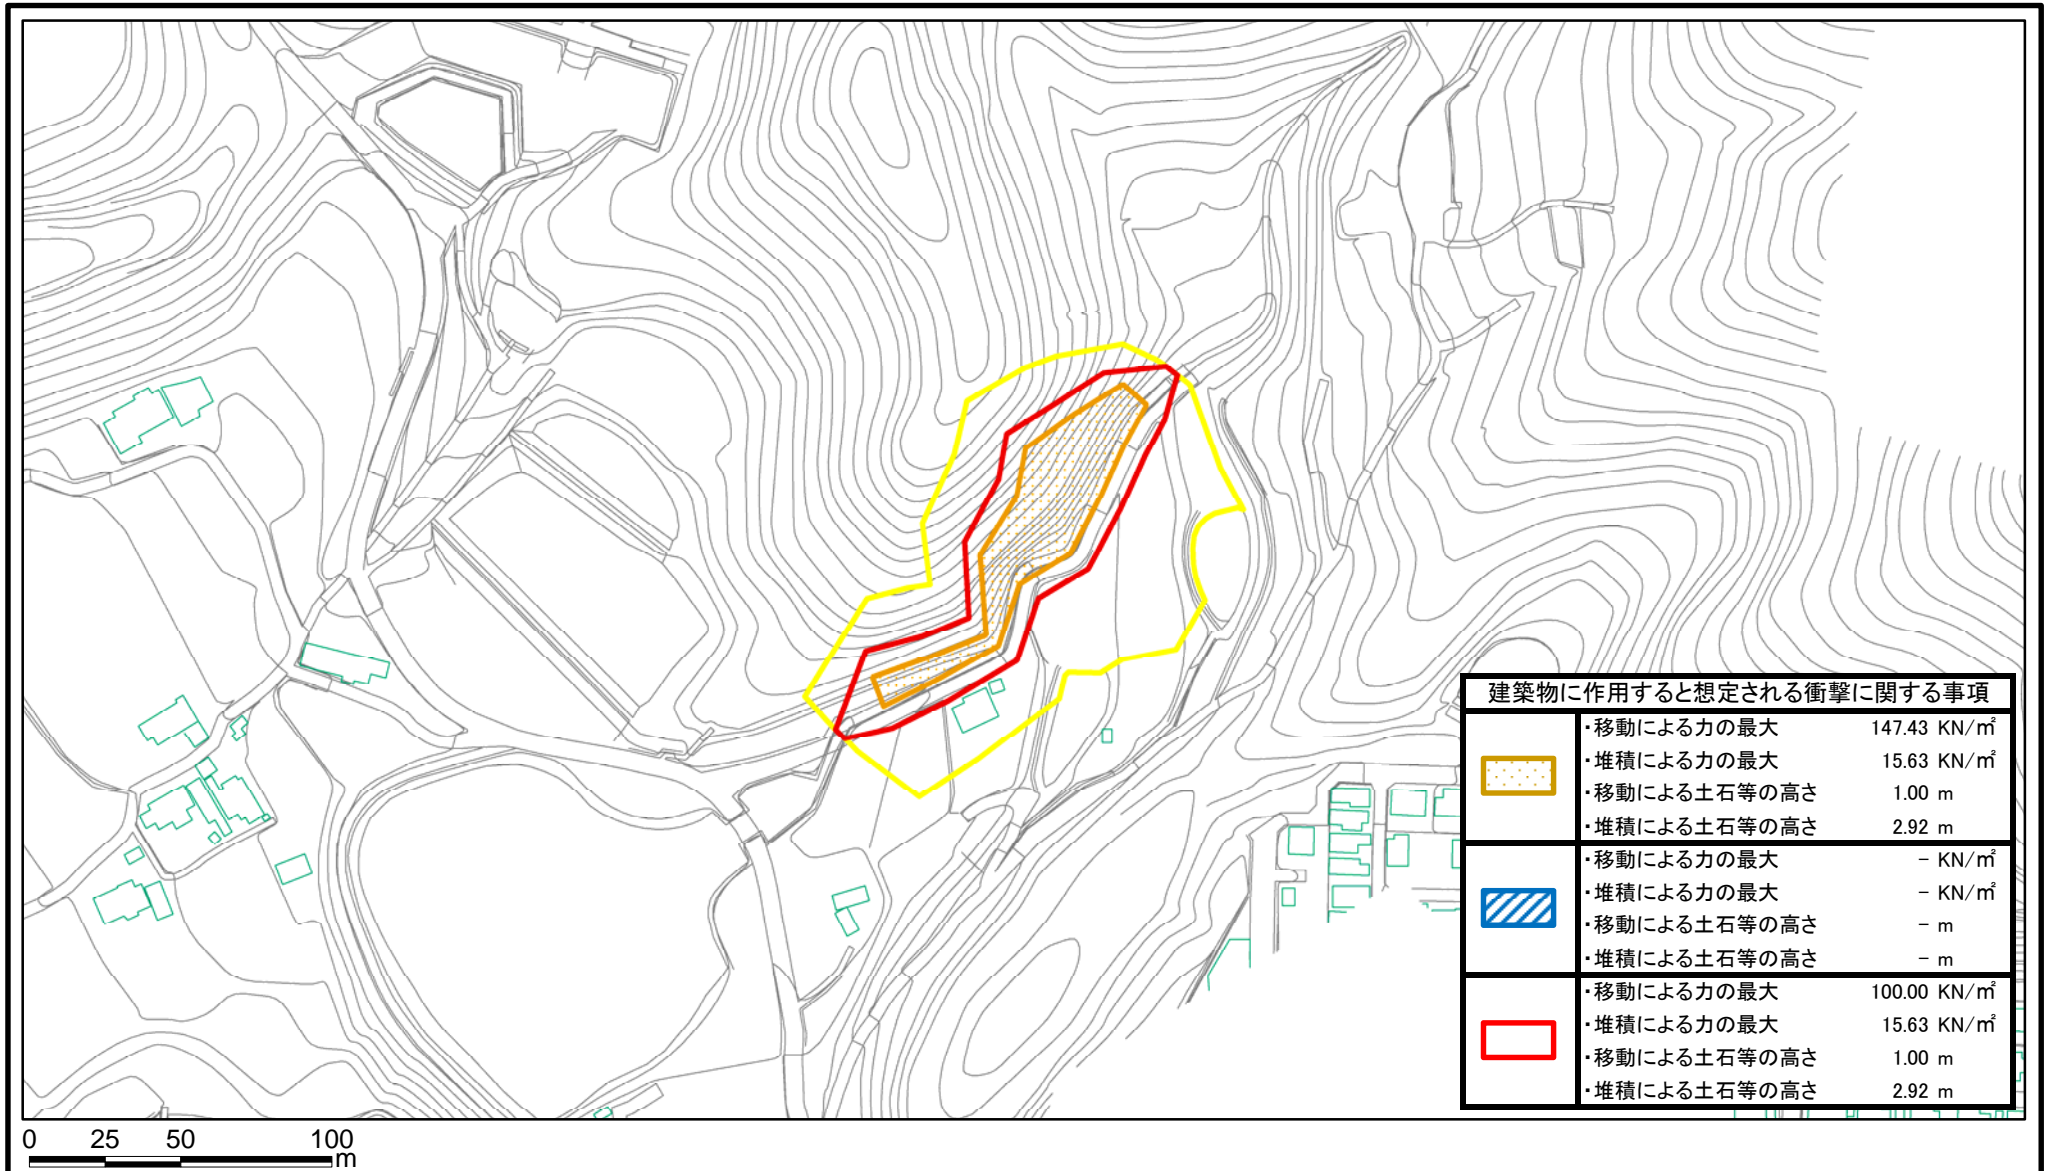 建築物に作用すると想定される衝撃に関する事項
・移動による力の最大 147.43 KN/㎡
・堆積による力の最大 15.63 KN/㎡
・移動による土石等の高さ 1.00 m
・堆積による土石等の高さ 2.92 m
・移動による力の最大 - KN/㎡
・堆積による力の最大 - KN/㎡
・移動による土石等の高さ - m
・堆積による土石等の高さ - m
・移動による力の最大 100.00 KN/㎡
・堆積による力の最大 15.63 KN/㎡
・移動による土石等の高さ 1.00 m
・堆積による土石等の高さ 2.92 m
0 25 50 100
m